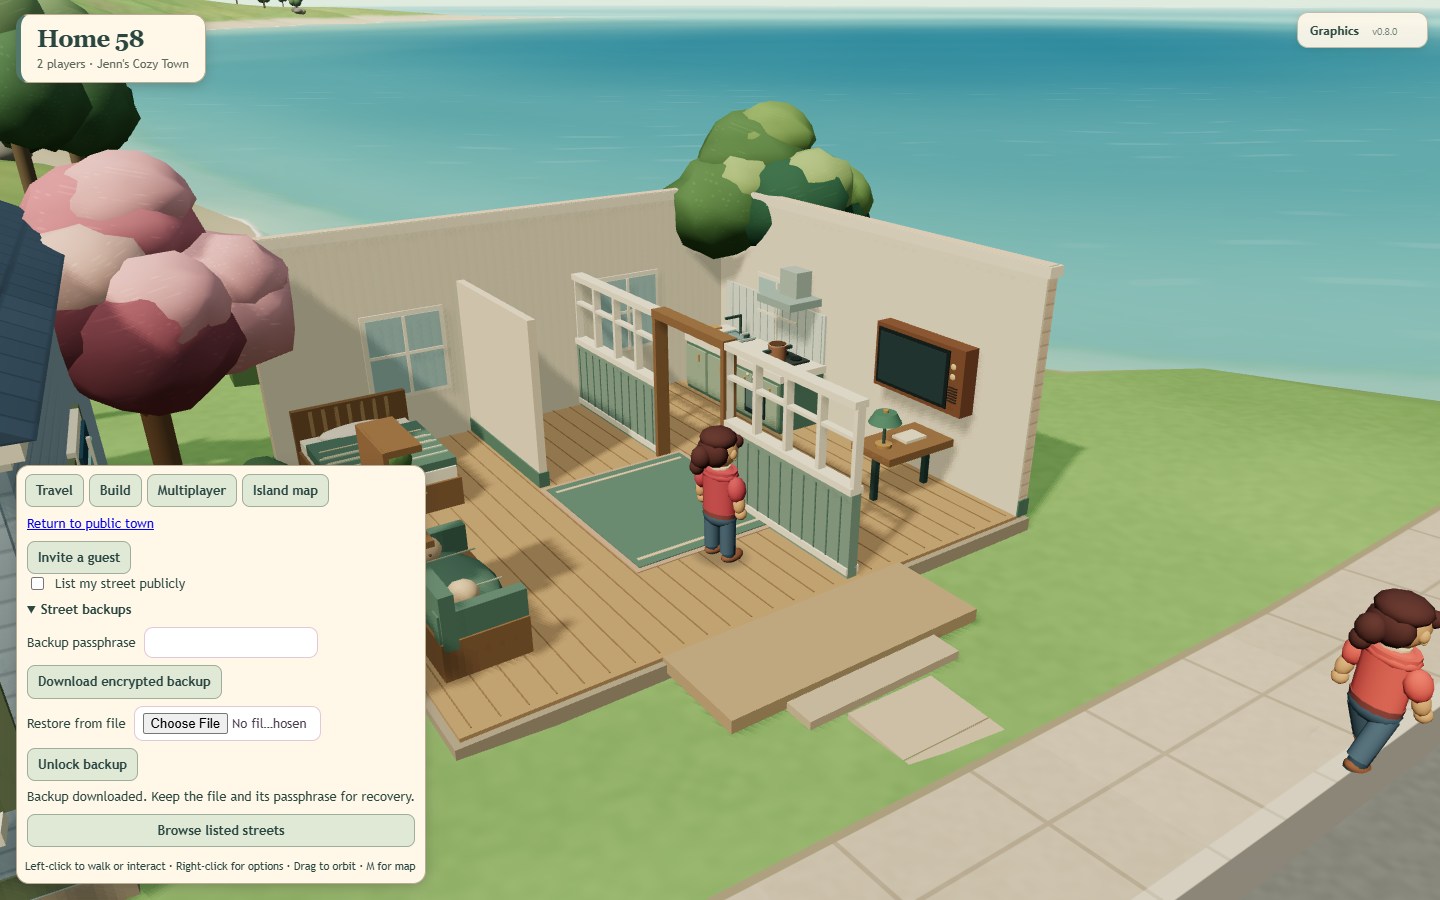 Home 58
2 players · Jenn's Cozy Town
Graphics v0.8.0
Travel Build Multiplayer Island map
Return to public town
Invite a guest
List my street publicly
▼ Street backups
Backup passphrase
Download encrypted backup
Restore from file Choose File No fil...hosen
Unlock backup
Backup downloaded. Keep the file and its passphrase for recovery.
Browse listed streets
Left-click to walk or interact · Right-click for options · Drag to orbit · M for map